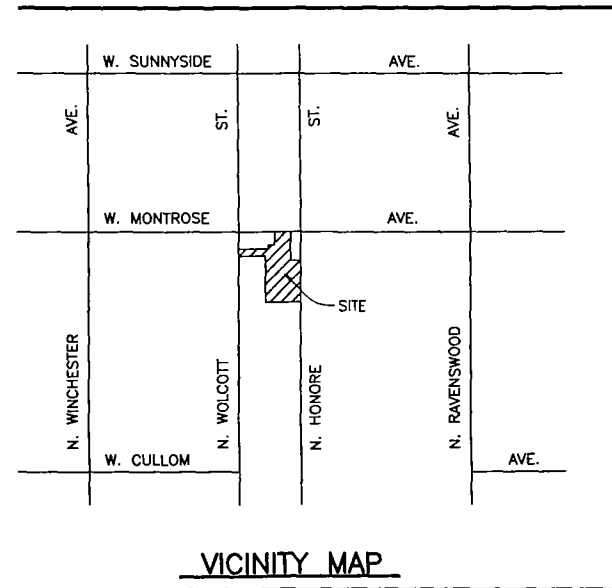 W. SUNNYSIDE AVE.
AVE.
ST.
ST.
AVE.
W. MONTROSE AVE.
SITE
N. WINCHESTER
N. WOLCOTT
N. HONORE
N. RAVENSWOOD
W. CULLOM AVE.
VICINITY MAP